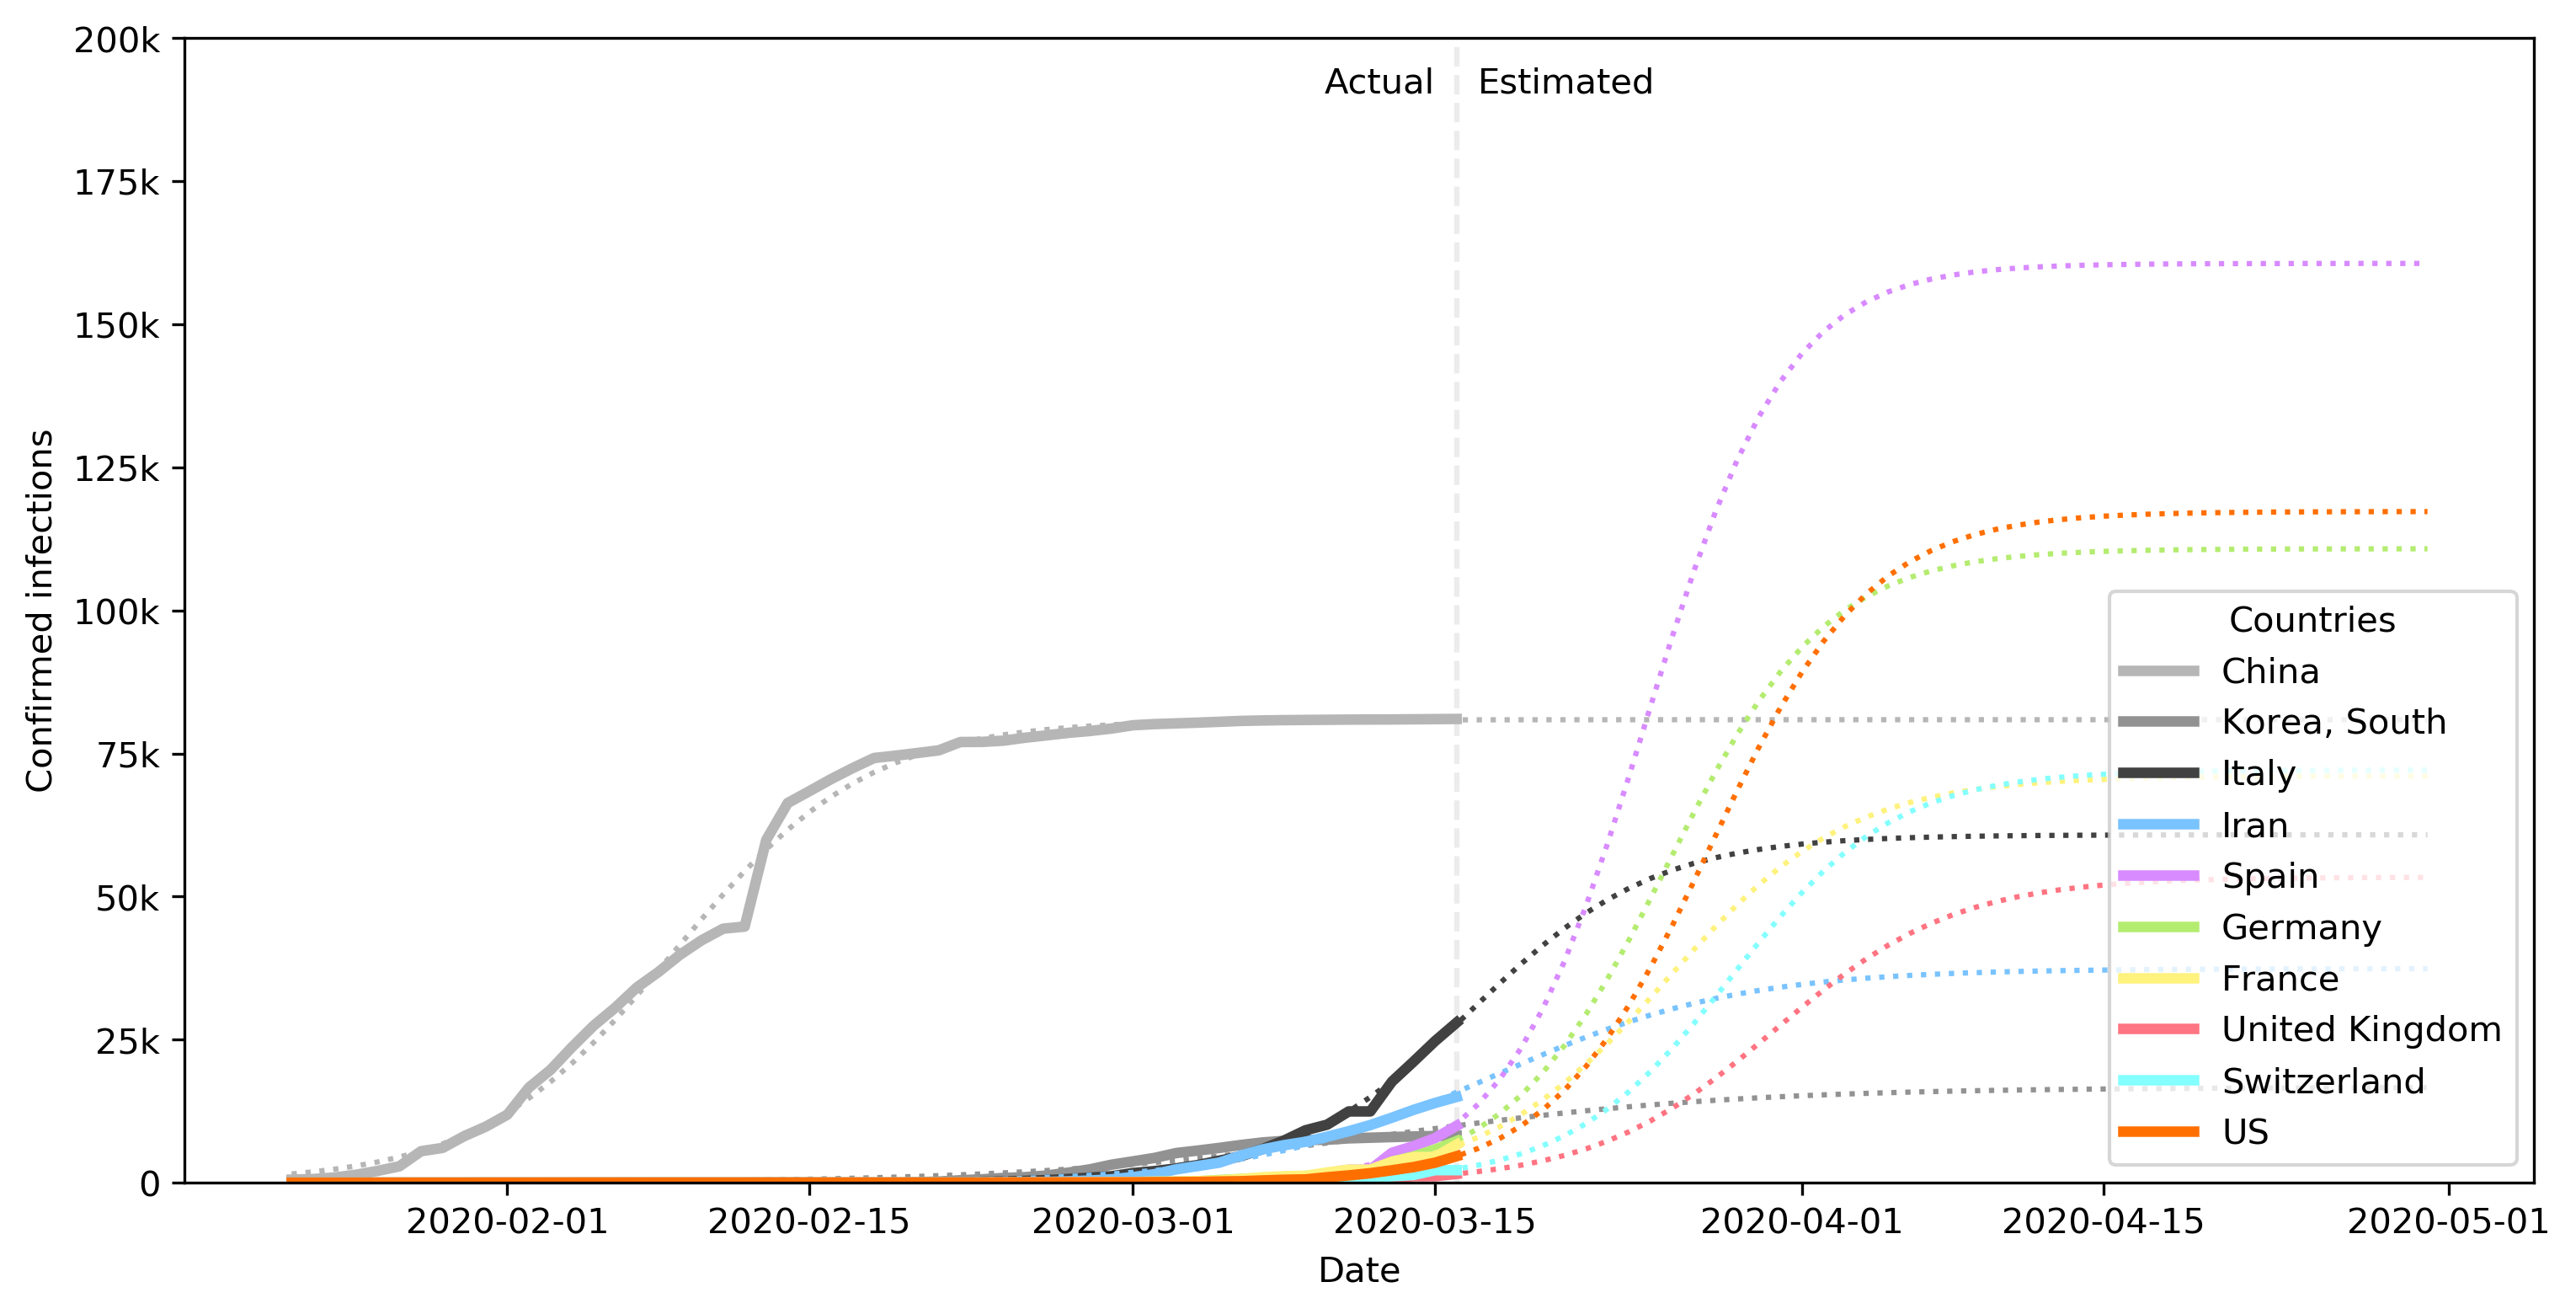 200k
175k
150k
125k
100k
75k
50k
25k
0
Confirmed infections
Actual
Estimated
Countries
China
Korea, South
Italy
Iran
Spain
Germany
France
United Kingdom
Switzerland
US
2020-02-01
2020-02-15
2020-03-01
2020-03-15
2020-04-01
2020-04-15
2020-05-01
Date